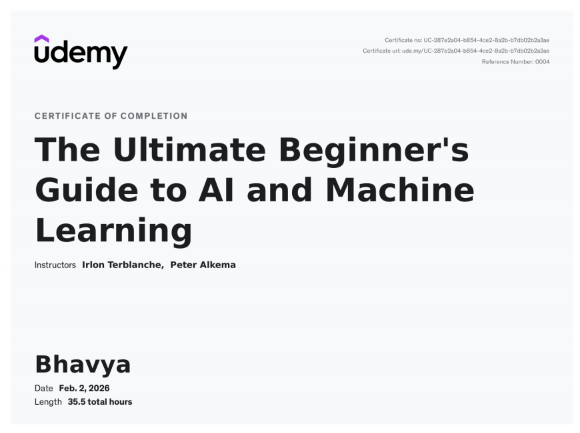 udemy
Certificate no: UC-287e2a04-b854-4ce2-8a2b-b7db02b2a3ae
Certificate url: ude.my/UC-287e2a04-b854-4ce2-8a2b-b7db02b2a3ae
Reference Number: 0004
CERTIFICATE OF COMPLETION
The Ultimate Beginner's
Guide to AI and Machine
Learning
Instructors Irlon Terblanche, Peter Alkema
Bhavya
Date Feb. 2, 2026
Length 35.5 total hours